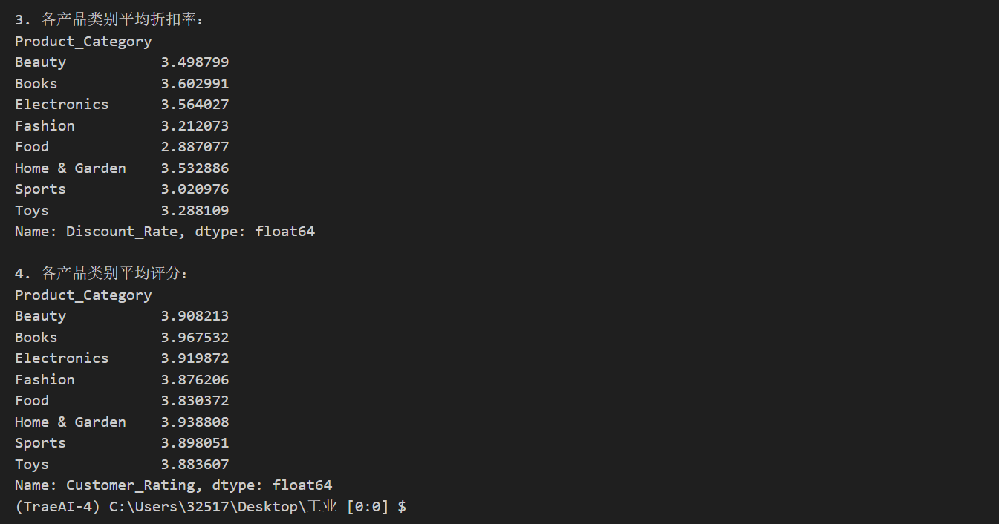 3. 各产品类别平均折扣率：
Product_Category
Beauty 3.498799
Books 3.602991
Electronics 3.564027
Fashion 3.212073
Food 2.887077
Home & Garden 3.532886
Sports 3.020976
Toys 3.288109
Name: Discount_Rate, dtype: float64
4. 各产品类别平均评分：
Product_Category
Beauty 3.908213
Books 3.967532
Electronics 3.919872
Fashion 3.876206
Food 3.830372
Home & Garden 3.938808
Sports 3.898051
Toys 3.883607
Name: Customer_Rating, dtype: float64
(TraeAI-4) C:\Users\32517\Desktop\工业 [0:0] $